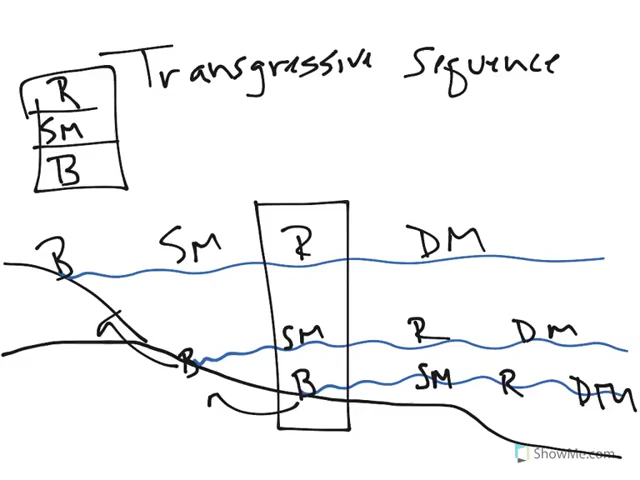 Transgressive Sequence
R
SM
B
B SM R DM
SM R DM
B
B SM R DM
ShowMe.com